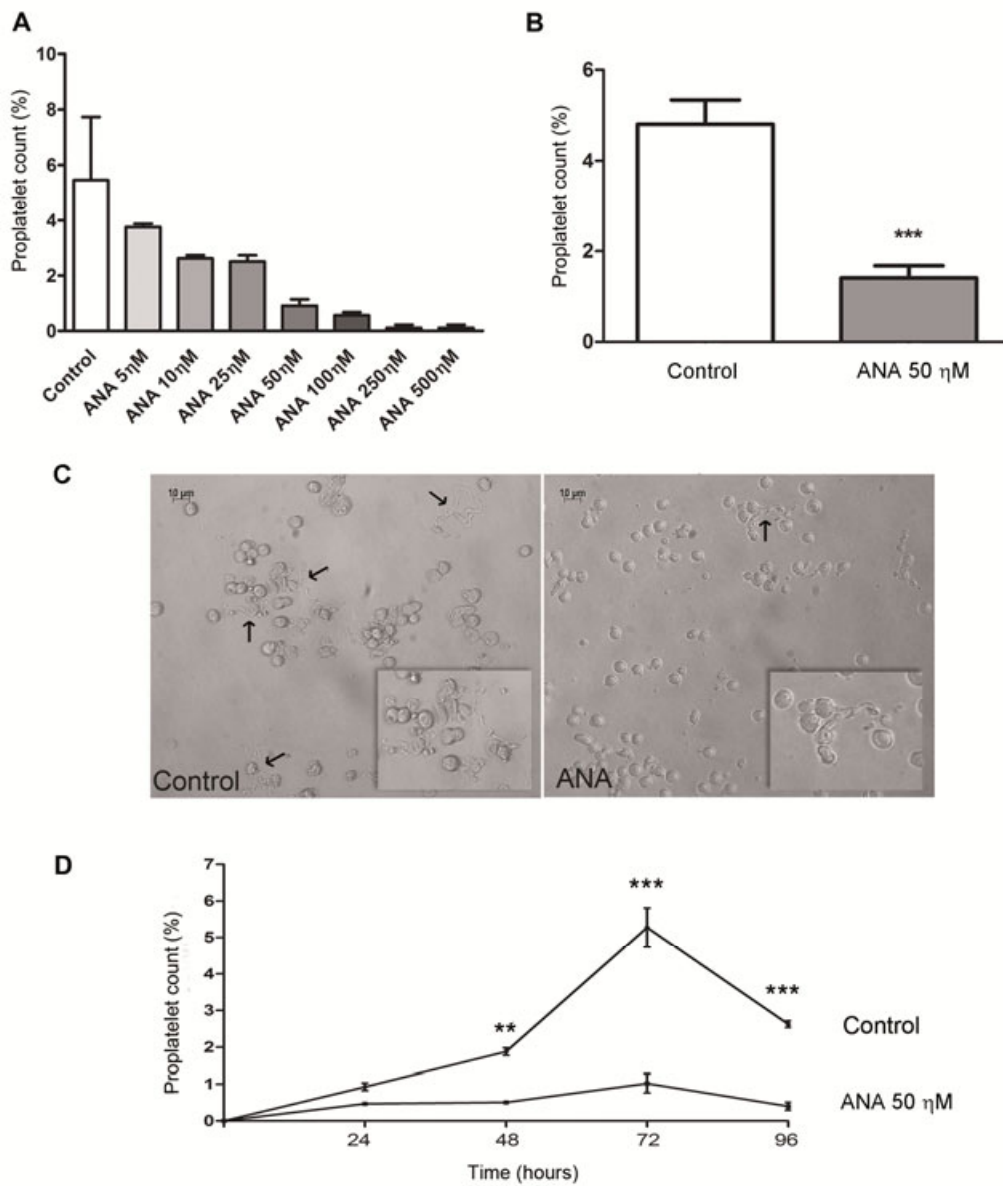 A
Proplatelet count (%)
10
8
6
4
2
0
Control
ANA 5ηM
ANA 10ηM
ANA 25ηM
ANA 50ηM
ANA 100ηM
ANA 250ηM
ANA 500ηM
B
Proplatelet count (%)
6
4
2
0
***
Control
ANA 50 ηM
C
10 µm
Control
10 µm
ANA
D
Proplatelet count (%)
7
6
5
4
3
2
1
0
**
***
***
Control
ANA 50 ηM
24
48
72
96
Time (hours)